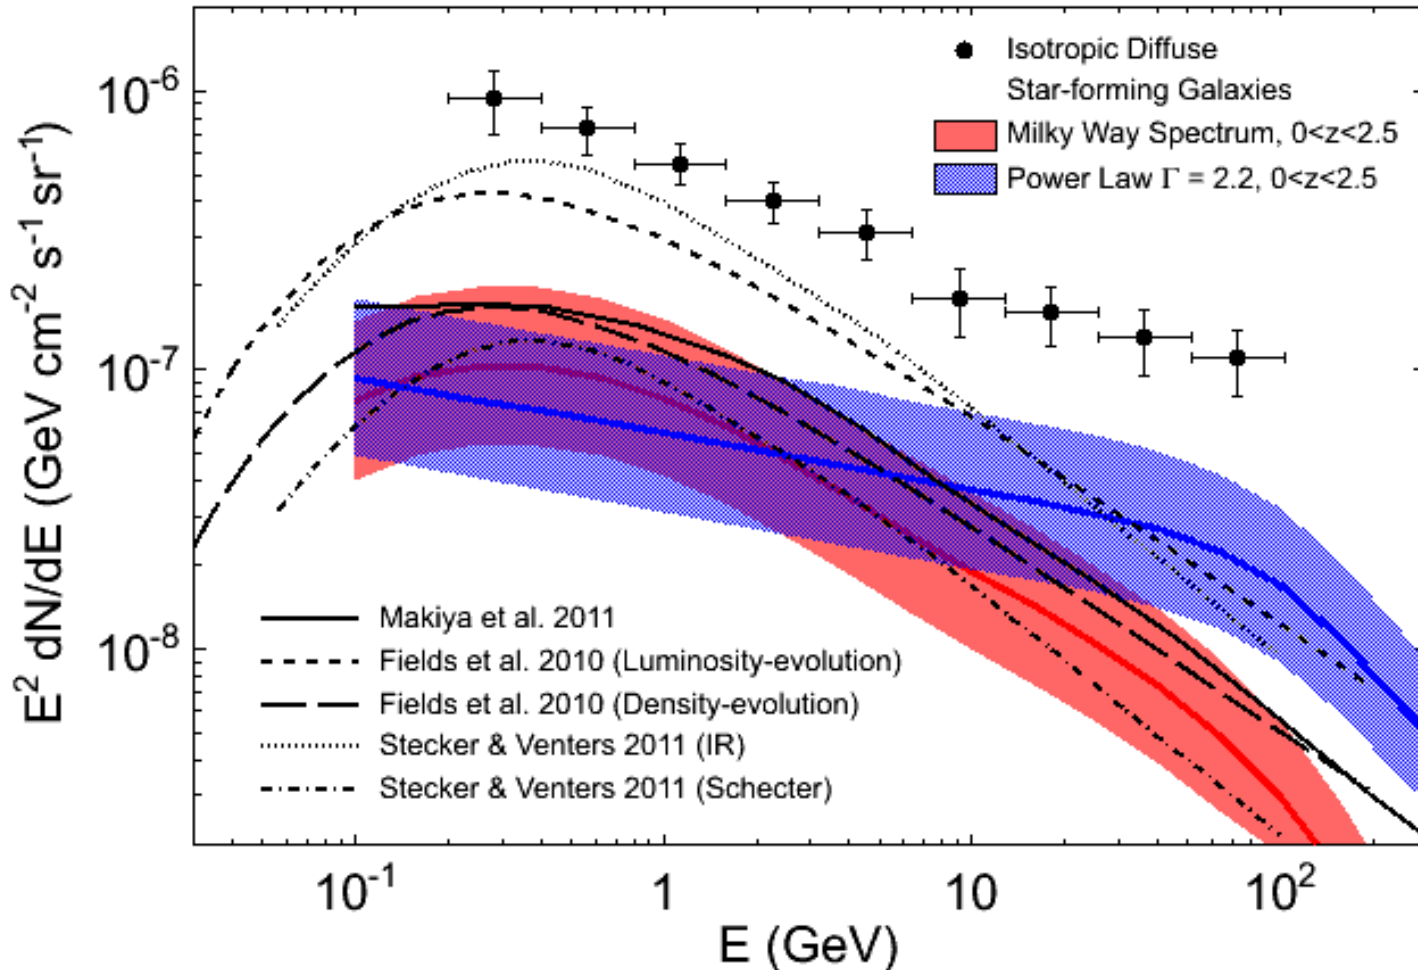 Isotropic Diffuse
Star-forming Galaxies
Milky Way Spectrum, 0<z<2.5
Power Law Γ = 2.2, 0<z<2.5
10⁻⁶
10⁻⁷
10⁻⁸
E² dN/dE (GeV cm⁻² s⁻¹ sr⁻¹)
Makiya et al. 2011
Fields et al. 2010 (Luminosity-evolution)
Fields et al. 2010 (Density-evolution)
Stecker & Venters 2011 (IR)
Stecker & Venters 2011 (Schecter)
10⁻¹ 1 10 10²
E (GeV)